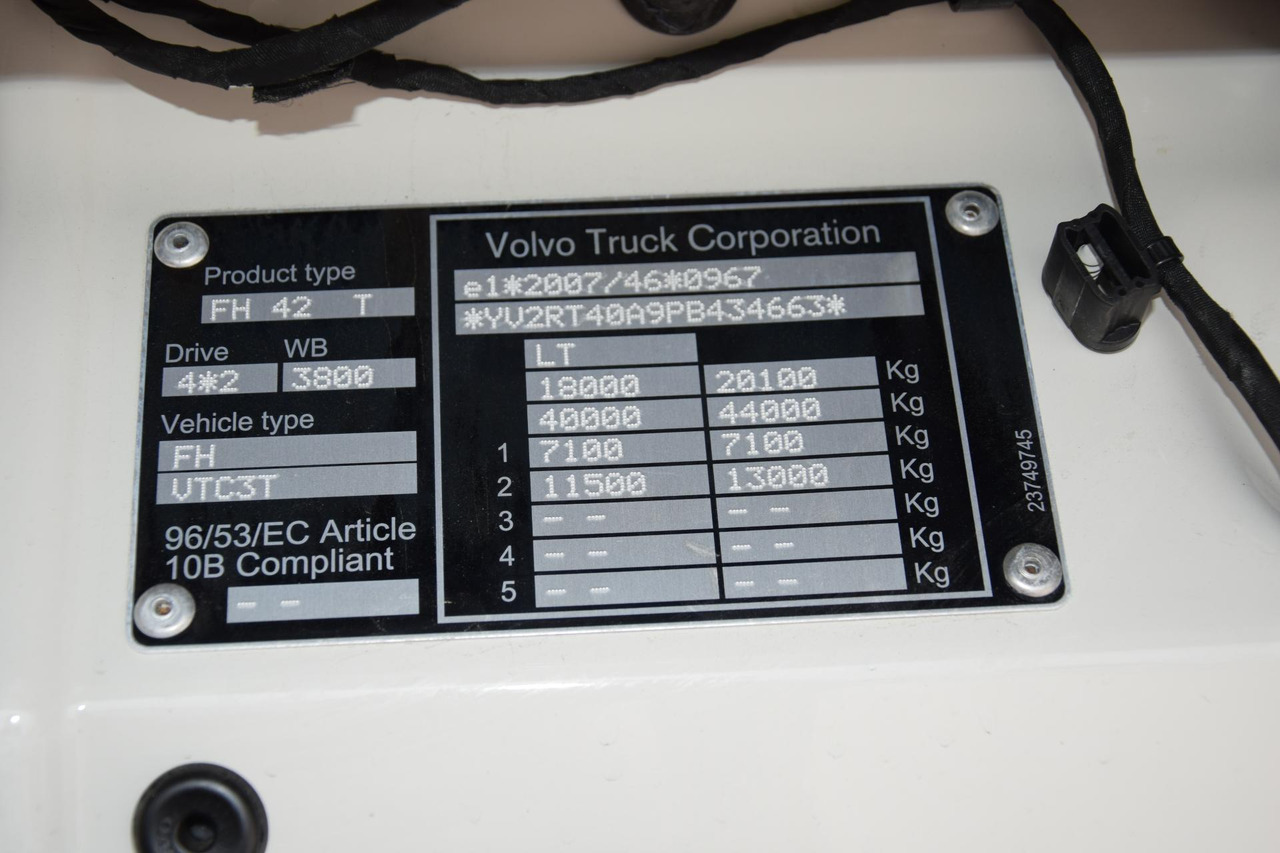 Product type
FH 42 T
Drive WB
4*2 3800
Vehicle type
FH
VTC3T
96/53/EC Article
10B Compliant
-- --
Volvo Truck Corporation
e1*2007/46*0967
*YV2RT40A9PB434663*
LT
18000 20100 Kg
40000 44000 Kg
1 7100 7100 Kg
2 11500 13000 Kg
3 -- -- -- -- Kg
4 -- -- -- -- Kg
5 -- -- -- -- Kg
23749745